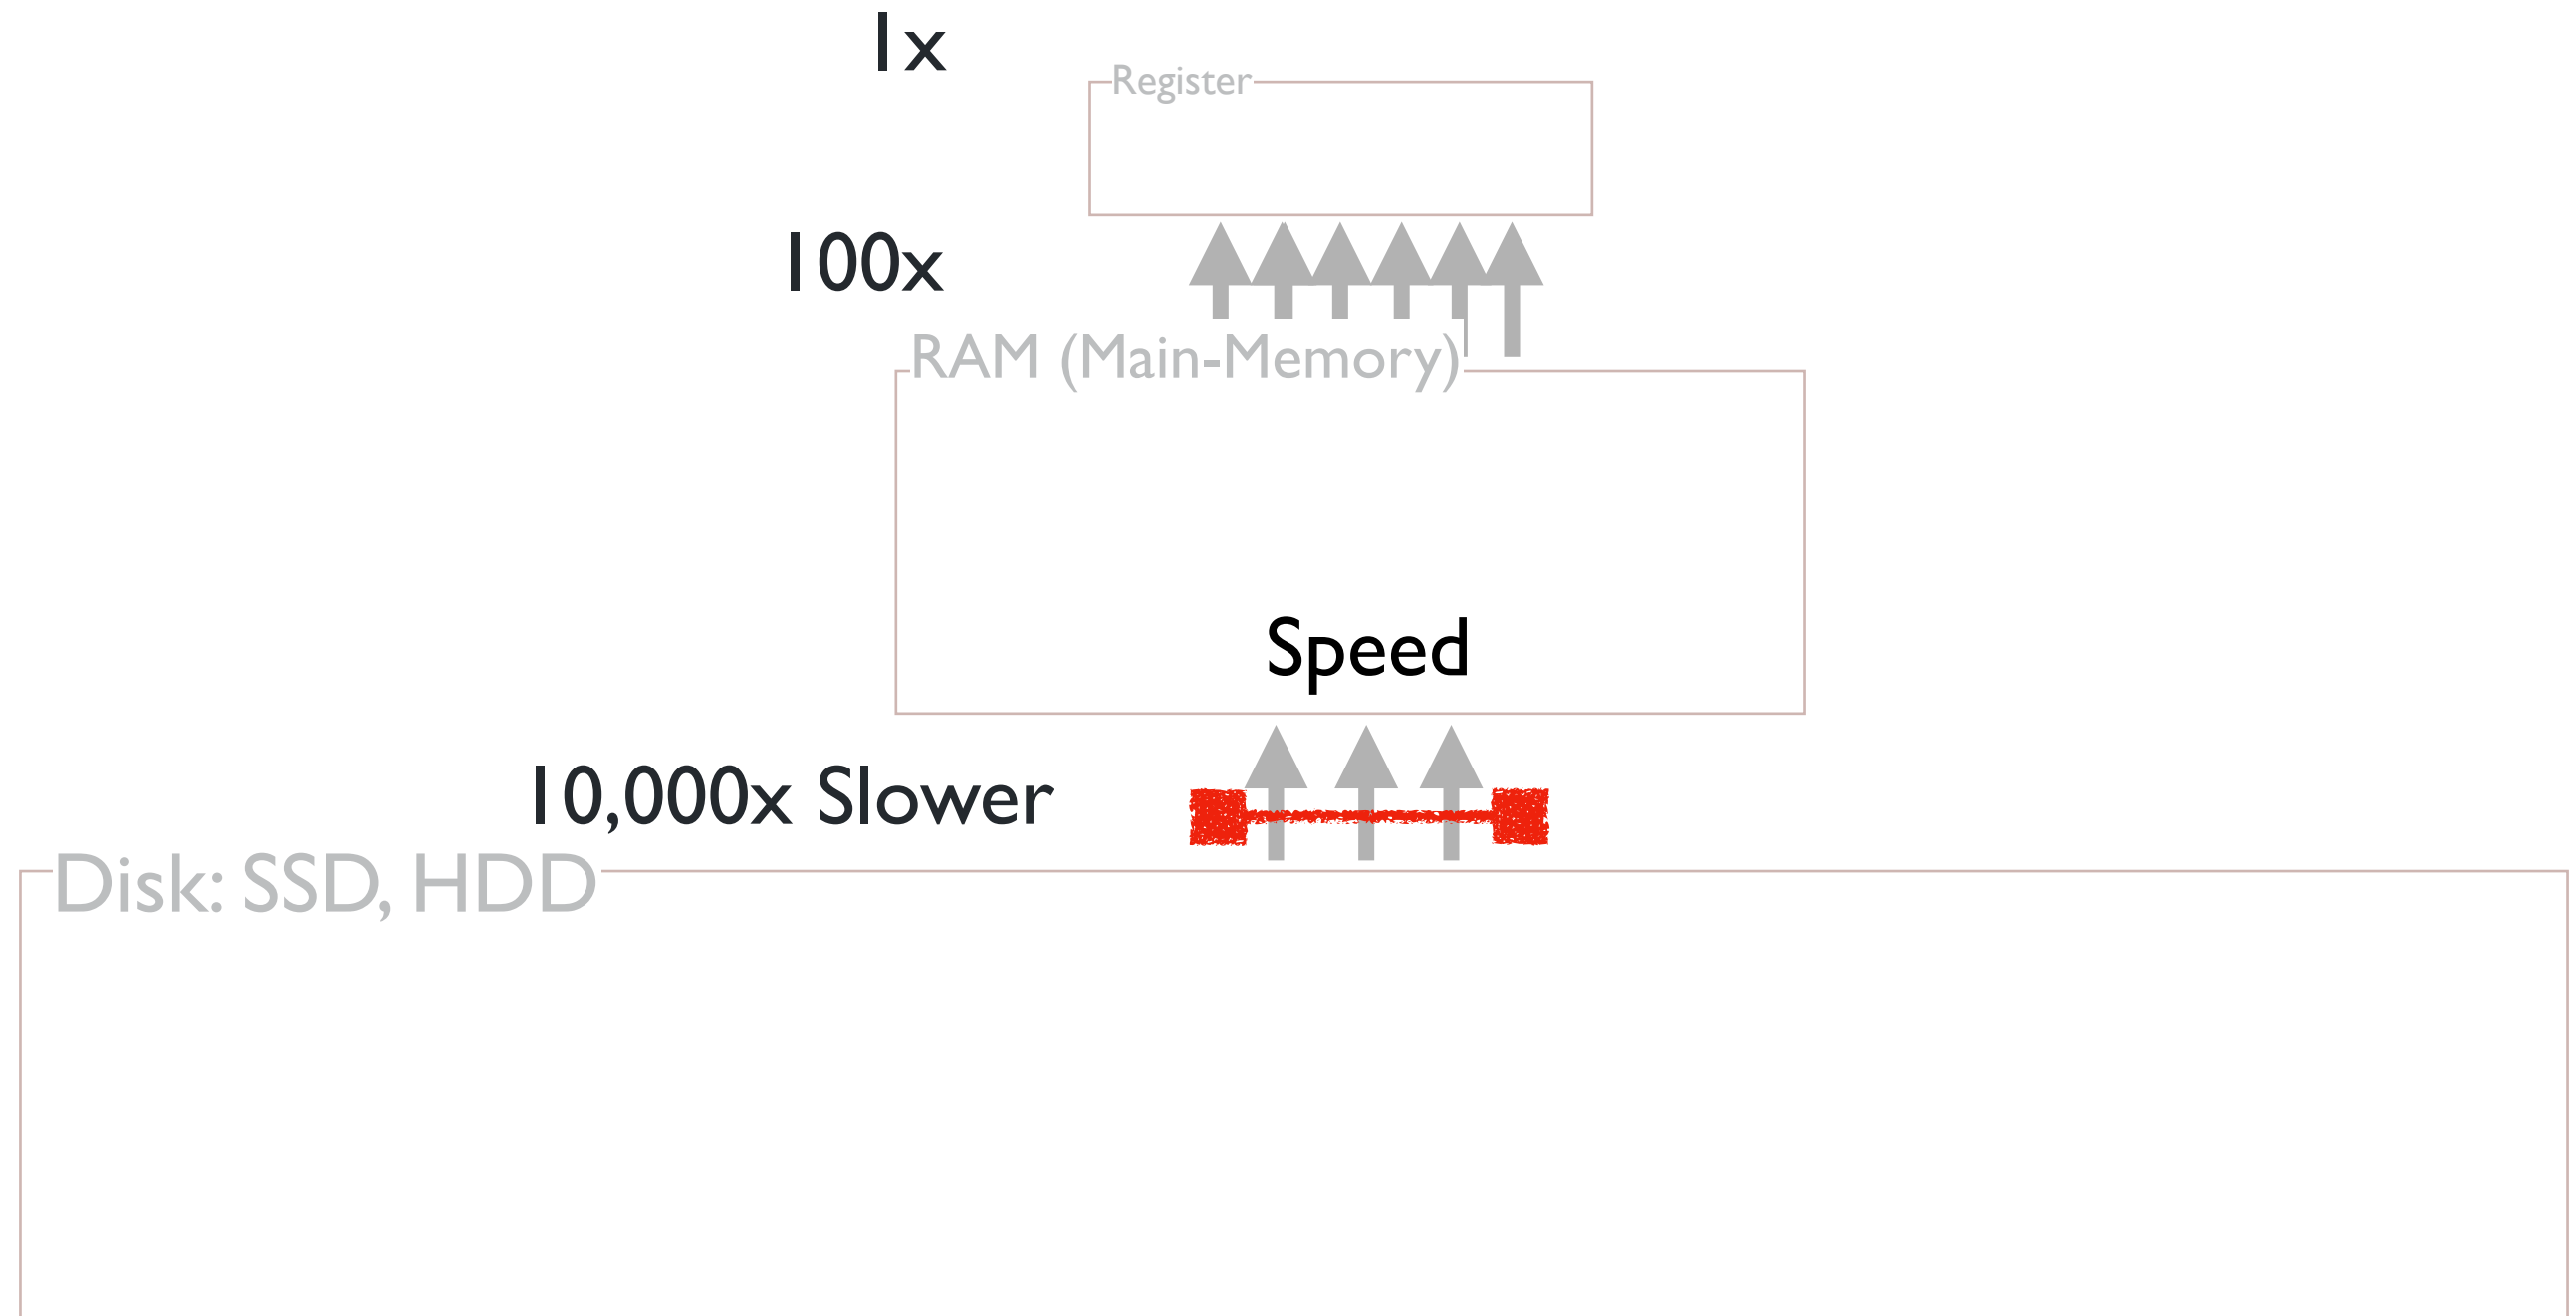 1x
Register
100x
RAM (Main-Memory)
Speed
10,000x Slower
Disk: SSD, HDD